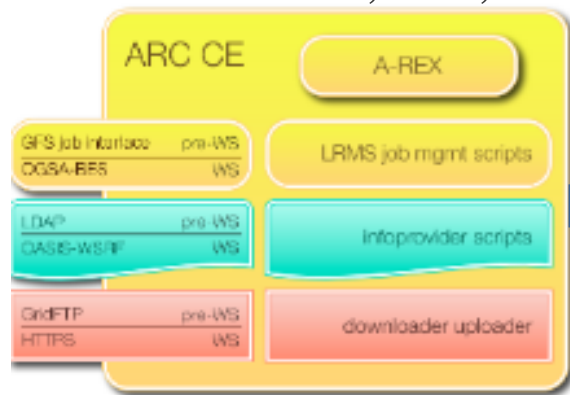 ARC CE
A-REX
GFS job interface pre-WS
OGSA-BES WS
LRMS job mgmt scripts
LDAP pre-WS
OASIS-WSRF WS
infoprovider scripts
GridFTP pre-WS
HTTPS WS
downloader uploader